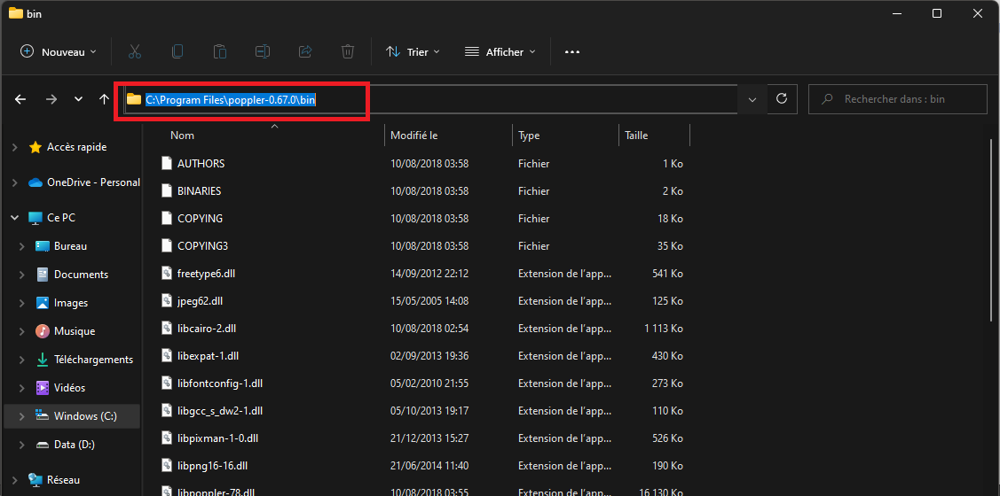 bin
Nouveau
Trier
Afficher
C:\Program Files\poppler-0.67.0\bin
Rechercher dans : bin
Nom Modifié le Type Taille
Accès rapide
OneDrive - Personal
Ce PC
Bureau
Documents
Images
Musique
Téléchargements
Vidéos
Windows (C:)
Data (D:)
Réseau
AUTHORS 10/08/2018 03:58 Fichier 1 Ko
BINARIES 10/08/2018 03:58 Fichier 2 Ko
COPYING 10/08/2018 03:58 Fichier 18 Ko
COPYING3 10/08/2018 03:58 Fichier 35 Ko
freetype6.dll 14/09/2012 22:12 Extension de l'app... 541 Ko
jpeg62.dll 15/05/2005 14:08 Extension de l'app... 125 Ko
libcairo-2.dll 10/08/2018 02:54 Extension de l'app... 1 113 Ko
libexpat-1.dll 02/09/2013 19:36 Extension de l'app... 430 Ko
libfontconfig-1.dll 05/02/2010 21:55 Extension de l'app... 273 Ko
libgcc_s_dw2-1.dll 05/10/2013 19:17 Extension de l'app... 110 Ko
libpixman-1-0.dll 21/12/2013 15:27 Extension de l'app... 526 Ko
libpng16-16.dll 21/06/2014 11:40 Extension de l'app... 190 Ko
libpoppler-78.dll 10/08/2018 03:55 Extension de l'app... 16 130 Ko